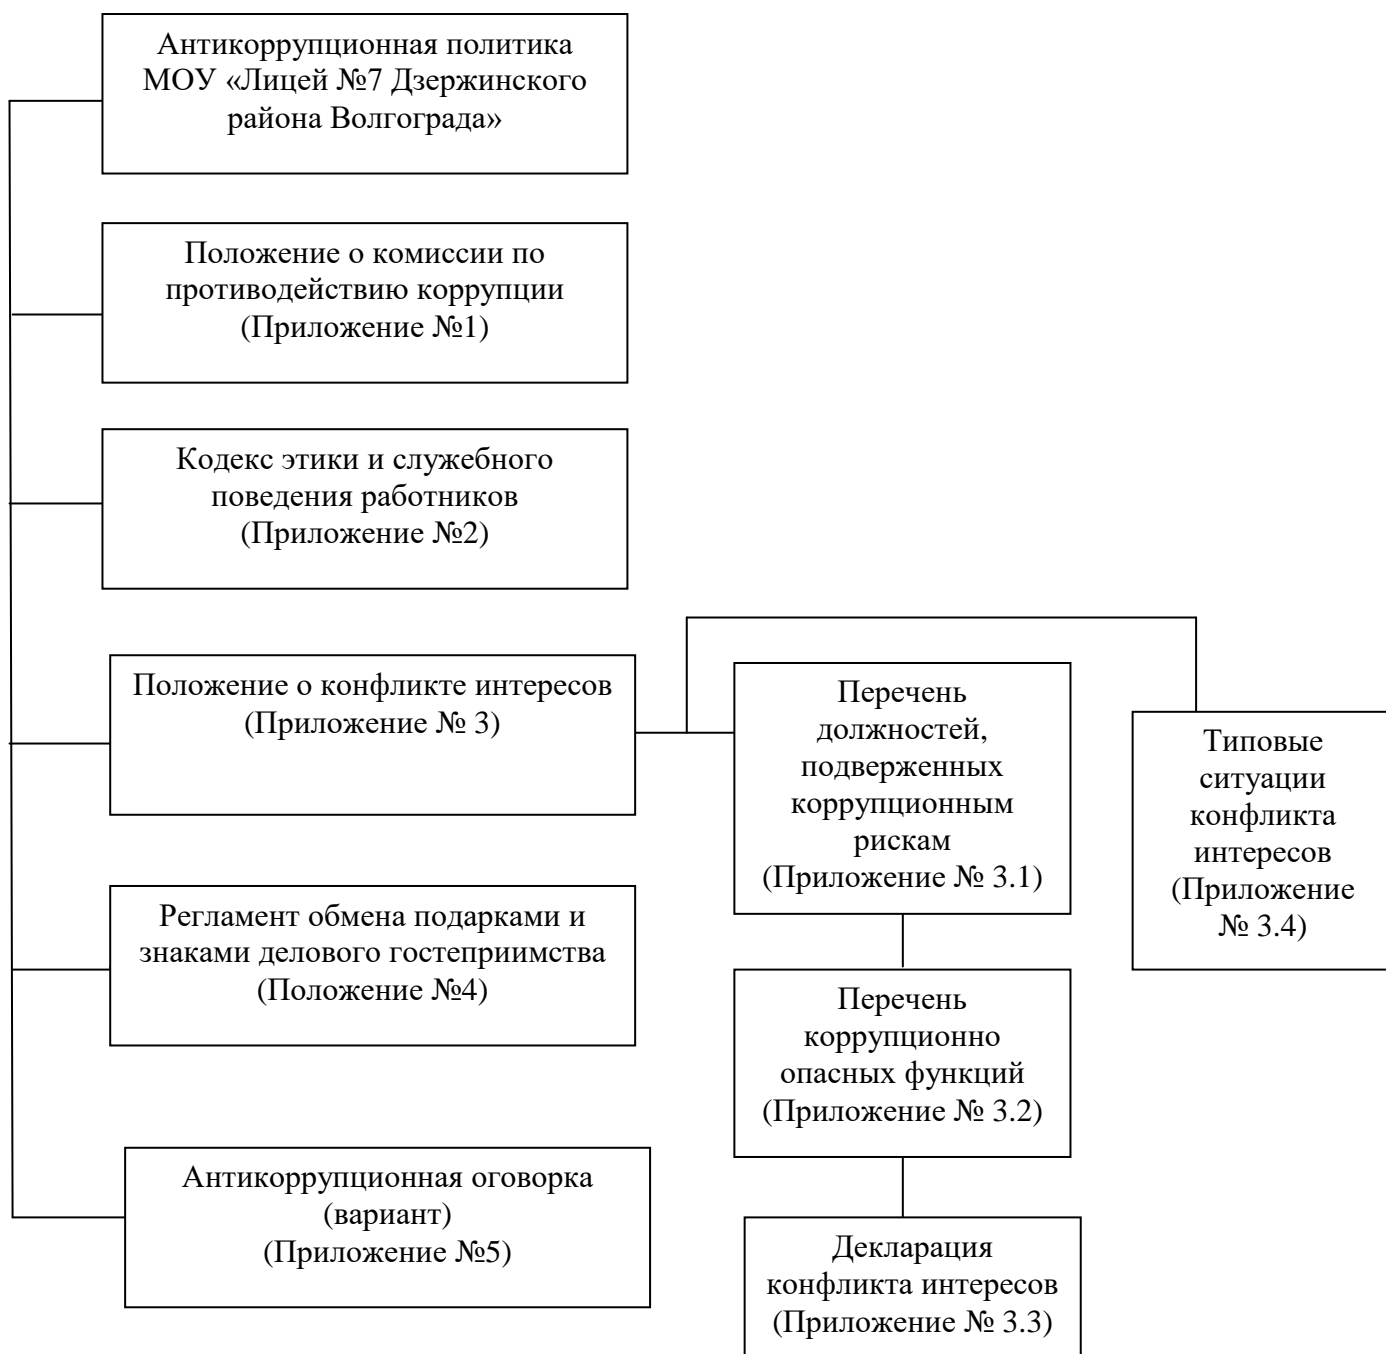 Антикоррупционная политика
МОУ «Лицей №7 Дзержинского
района Волгограда»
Положение о комиссии по
противодействию коррупции
(Приложение №1)
Кодекс этики и служебного
поведения работников
(Приложение №2)
Положение о конфликте интересов
(Приложение № 3)
Перечень
должностей,
подверженных
коррупционным
рискам
(Приложение № 3.1)
Типовые
ситуации
конфликта
интересов
(Приложение
№ 3.4)
Регламент обмена подарками и
знаками делового гостеприимства
(Положение №4)
Перечень
коррупционно
опасных функций
(Приложение № 3.2)
Антикоррупционная оговорка
(вариант)
(Приложение №5)
Декларация
конфликта интересов
(Приложение № 3.3)